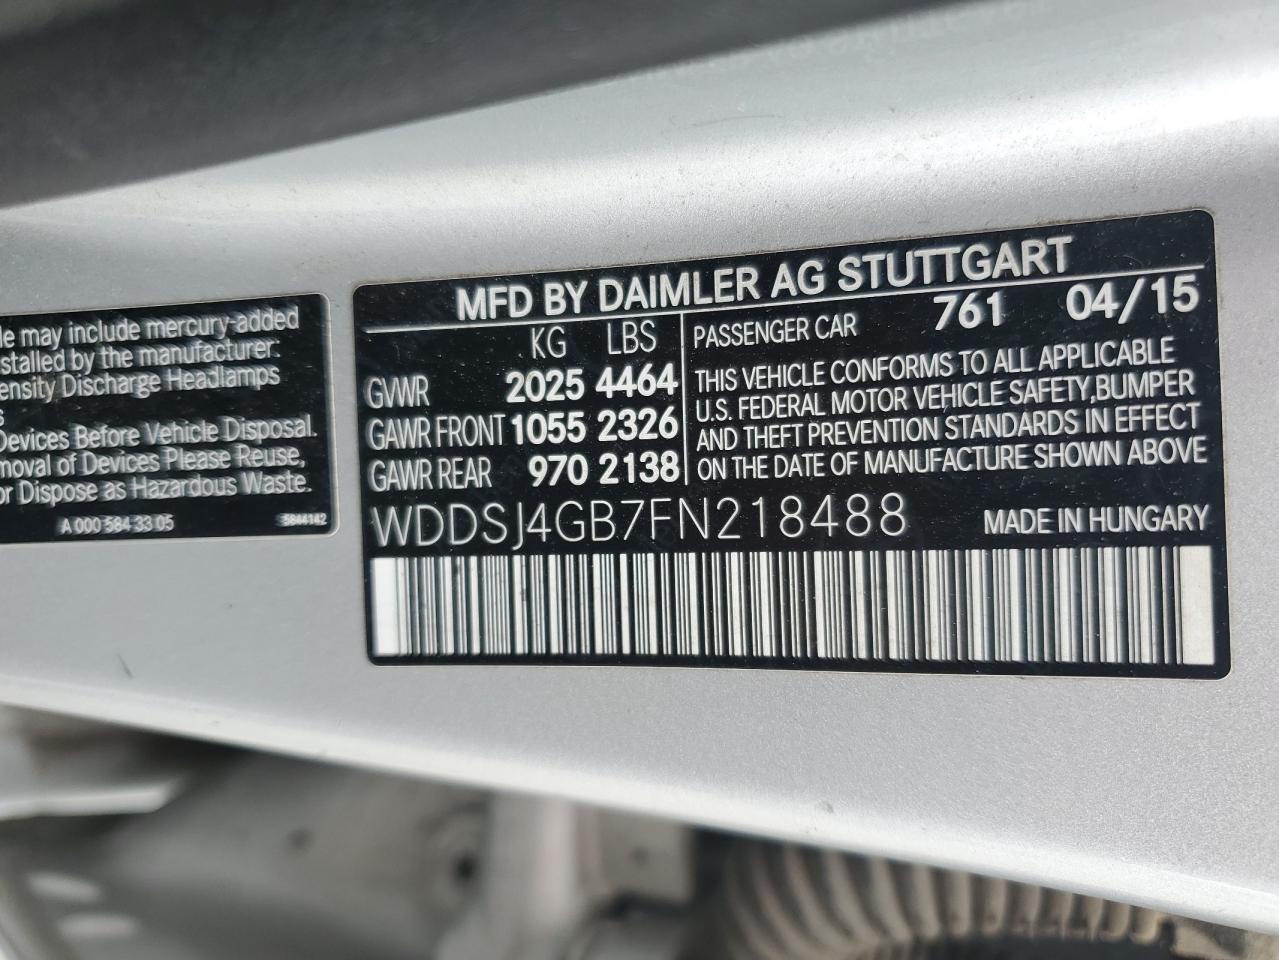 le may include mercury-added
stalled by the manufacturer:
ensity Discharge Headlamps
s
Devices Before Vehicle Disposal.
moval of Devices Please Reuse,
or Dispose as Hazardous Waste.
A 000 584 33 05 5844142
MFD BY DAIMLER AG STUTTGART
KG LBS
GVWR 2025 4464
GAWR FRONT 1055 2326
GAWR REAR 970 2138
PASSENGER CAR 761 04/15
THIS VEHICLE CONFORMS TO ALL APPLICABLE
U.S. FEDERAL MOTOR VEHICLE SAFETY,BUMPER
AND THEFT PREVENTION STANDARDS IN EFFECT
ON THE DATE OF MANUFACTURE SHOWN ABOVE
WDDSJ4GB7FN218488 MADE IN HUNGARY